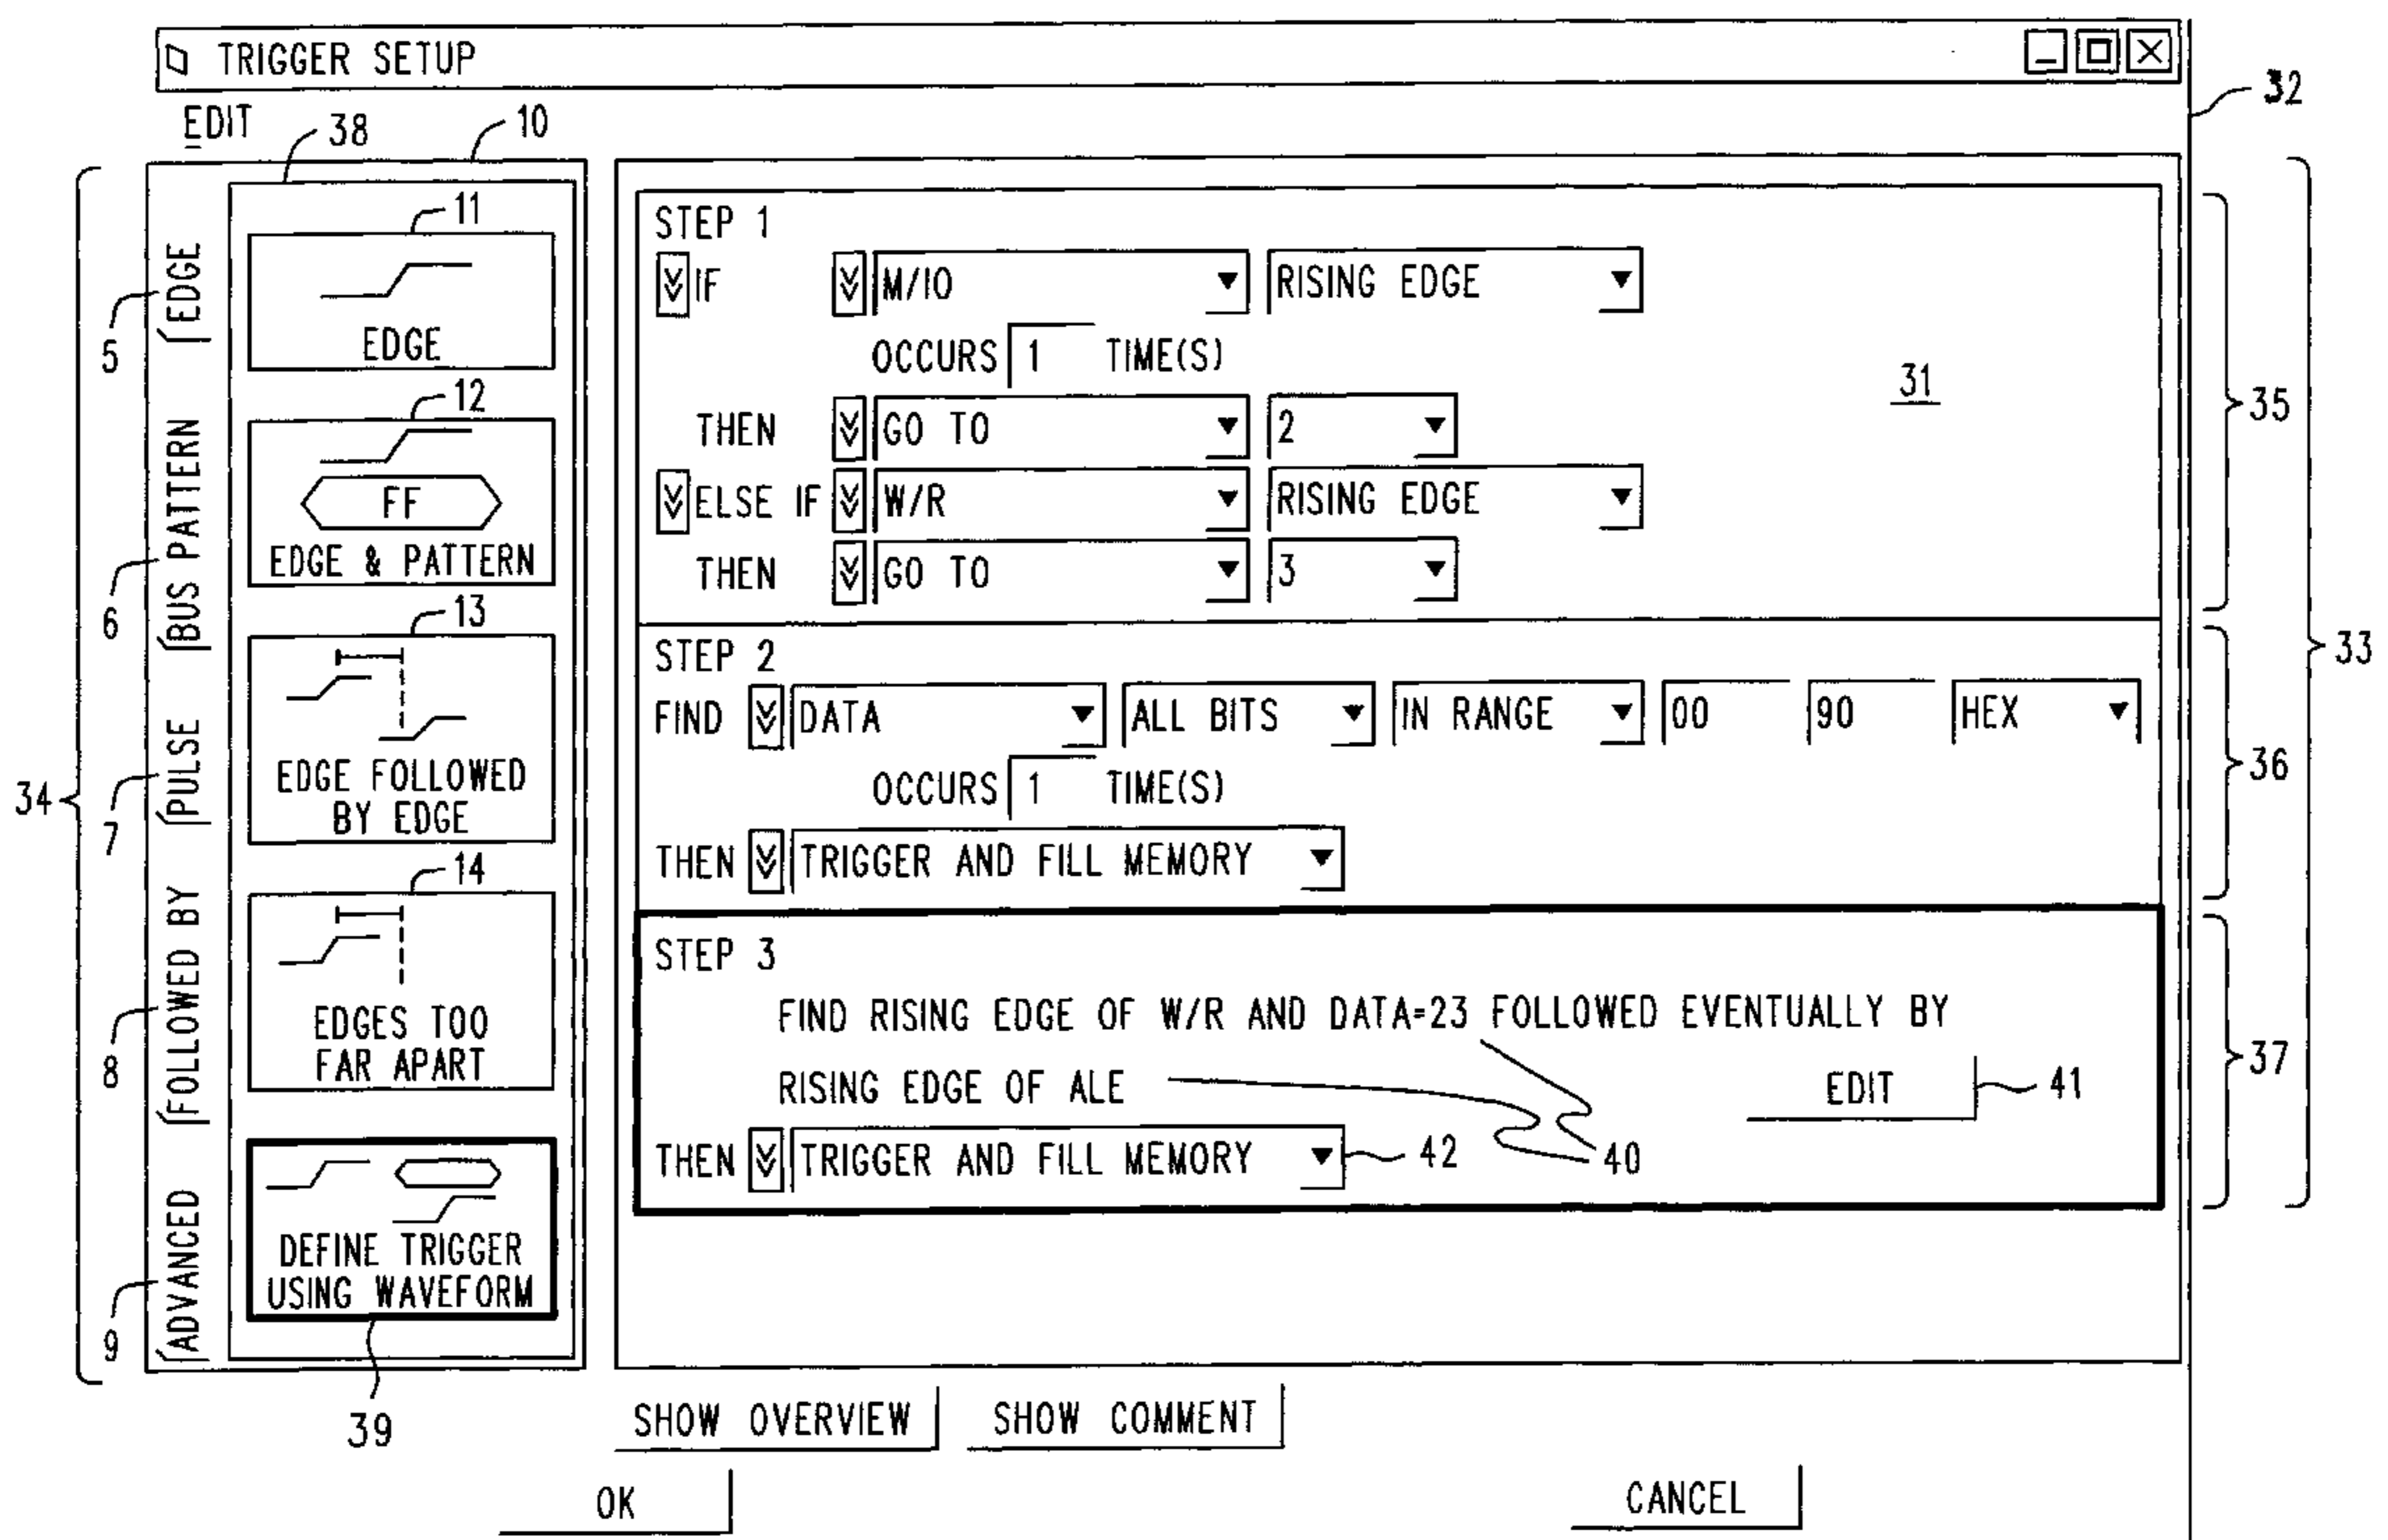 TRIGGER SETUP
32
EDIT
38
10
5
EDGE
6
BUS PATTERN
7
PULSE
8
FOLLOWED BY
9
ADVANCED
34
11
EDGE
12
FF
EDGE & PATTERN
13
EDGE FOLLOWED
BY EDGE
14
EDGES TOO
FAR APART
DEFINE TRIGGER
USING WAVEFORM
39
STEP 1
IF M/IO RISING EDGE
OCCURS 1 TIME(S)
31
THEN GO TO 2
ELSE IF W/R RISING EDGE
THEN GO TO 3
35
STEP 2
FIND DATA ALL BITS IN RANGE 00 90 HEX
OCCURS 1 TIME(S)
THEN TRIGGER AND FILL MEMORY
36
33
STEP 3
FIND RISING EDGE OF W/R AND DATA=23 FOLLOWED EVENTUALLY BY
RISING EDGE OF ALE
EDIT 41
THEN TRIGGER AND FILL MEMORY 42
40
37
SHOW OVERVIEW SHOW COMMENT
OK CANCEL